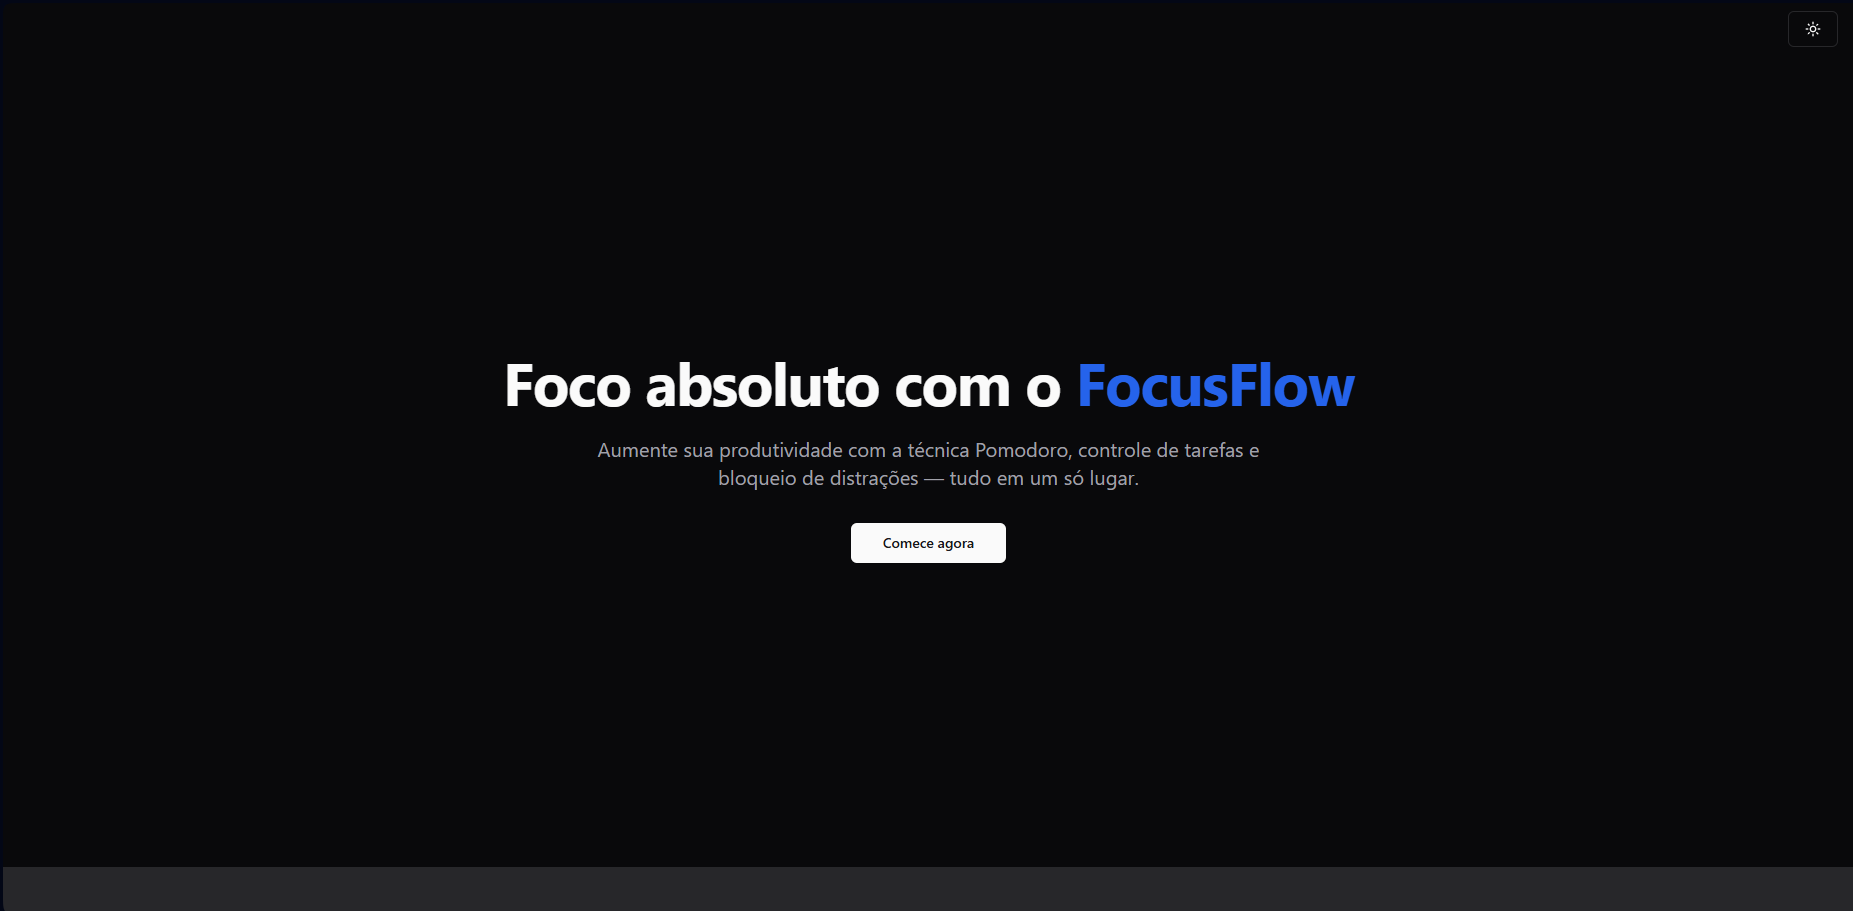 Foco absoluto com o FocusFlow
Aumente sua produtividade com a técnica Pomodoro, controle de tarefas e
bloqueio de distrações — tudo em um só lugar.
Comece agora